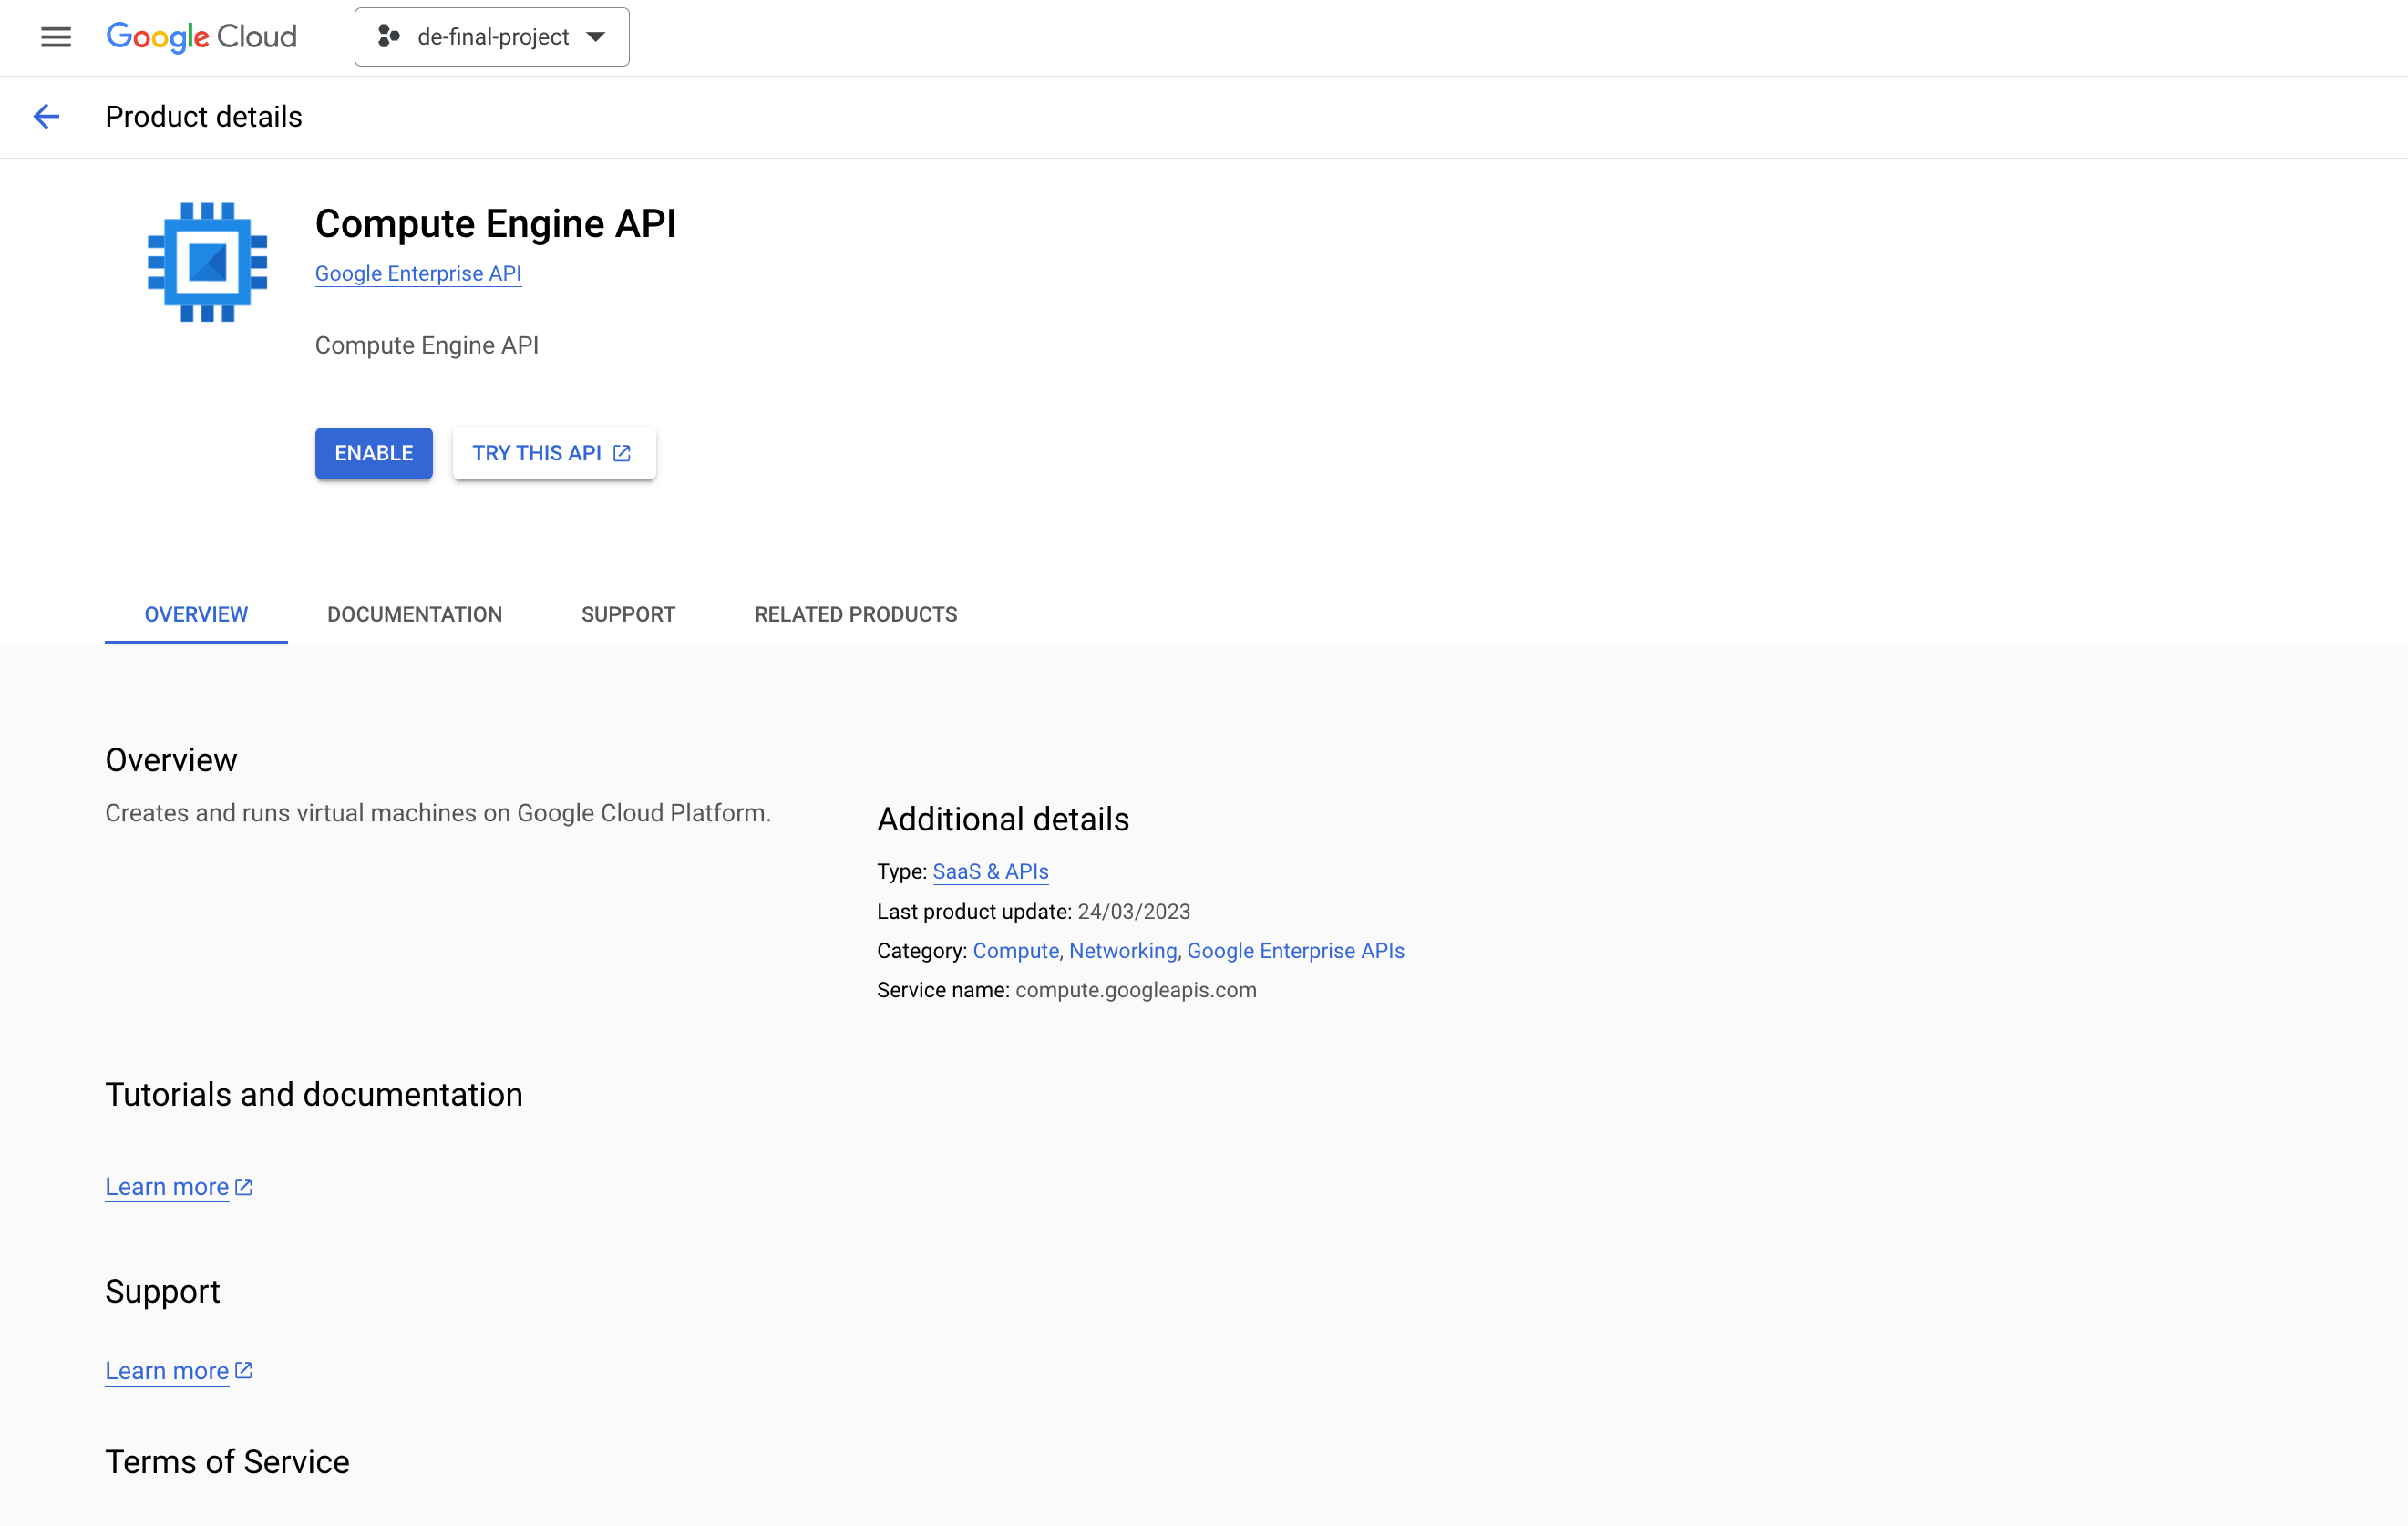 Google Cloud
de-final-project
Product details
Compute Engine API
Google Enterprise API
Compute Engine API
ENABLE
TRY THIS API
OVERVIEW
DOCUMENTATION
SUPPORT
RELATED PRODUCTS
Overview
Creates and runs virtual machines on Google Cloud Platform.
Additional details
Type: SaaS & APIs
Last product update: 24/03/2023
Category: Compute, Networking, Google Enterprise APIs
Service name: compute.googleapis.com
Tutorials and documentation
Learn more
Support
Learn more
Terms of Service